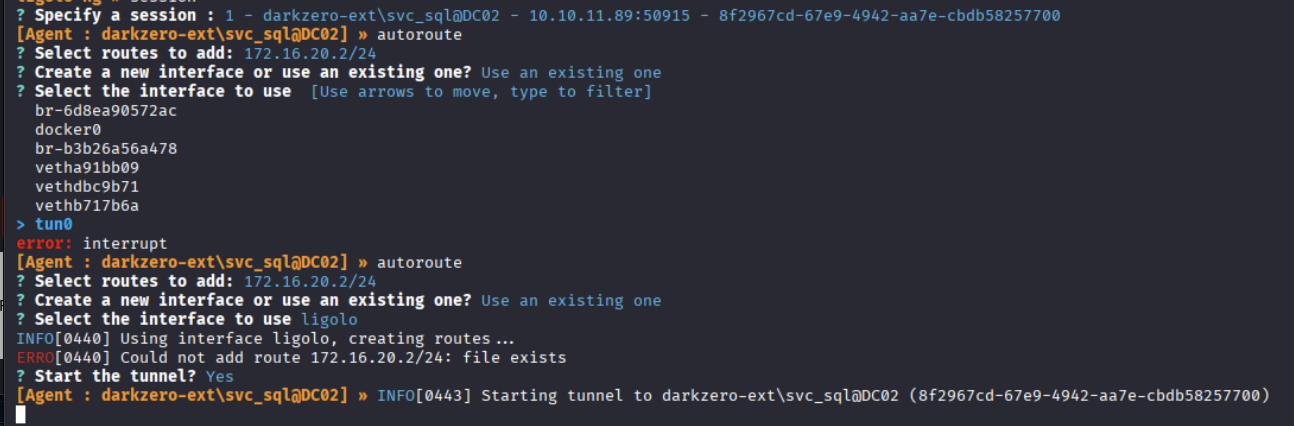 ? Specify a session : 1 - darkzero-ext\svc_sql@DC02 - 10.10.11.89:50915 - 8f2967cd-67e9-4942-aa7e-cbdb58257700
[Agent : darkzero-ext\svc_sql@DC02] » autoroute
? Select routes to add: 172.16.20.2/24
? Create a new interface or use an existing one? Use an existing one
? Select the interface to use  [Use arrows to move, type to filter]
  br-6d8ea90572ac
  docker0
  br-b3b26a56a478
  vetha91bb09
  vethdbc9b71
  vethb717b6a
> tun0
error: interrupt
[Agent : darkzero-ext\svc_sql@DC02] » autoroute
? Select routes to add: 172.16.20.2/24
? Create a new interface or use an existing one? Use an existing one
? Select the interface to use ligolo
INFO[0440] Using interface ligolo, creating routes...
ERRO[0440] Could not add route 172.16.20.2/24: file exists
? Start the tunnel? Yes
[Agent : darkzero-ext\svc_sql@DC02] » INFO[0443] Starting tunnel to darkzero-ext\svc_sql@DC02 (8f2967cd-67e9-4942-aa7e-cbdb58257700)